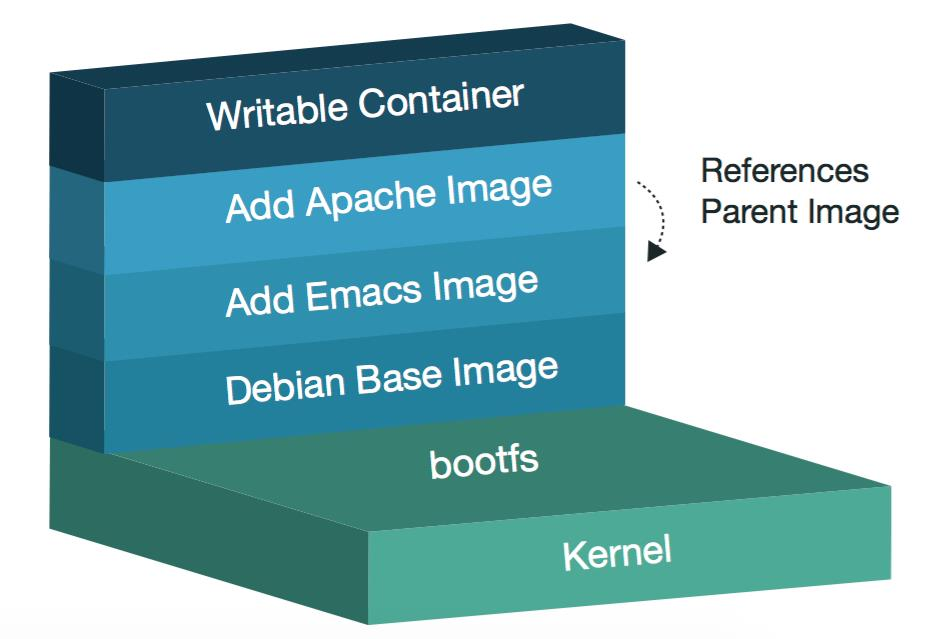 Writable Container
Add Apache Image
References
Parent Image
Add Emacs Image
Debian Base Image
bootfs
Kernel